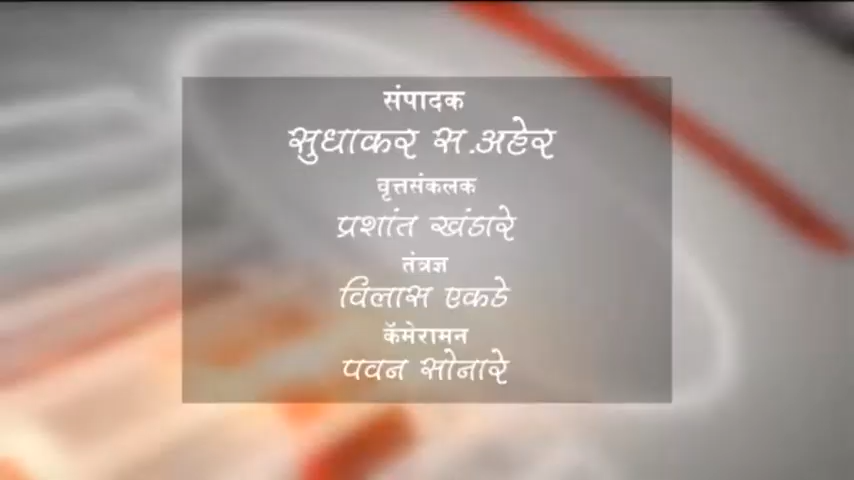 संपादक
सुधाकर स.अहेर
वृत्तसंकलक
प्रशांत खंडारे
तंत्रज्ञ
विलास एकडे
कॅमेरामन
पवन सोनारे